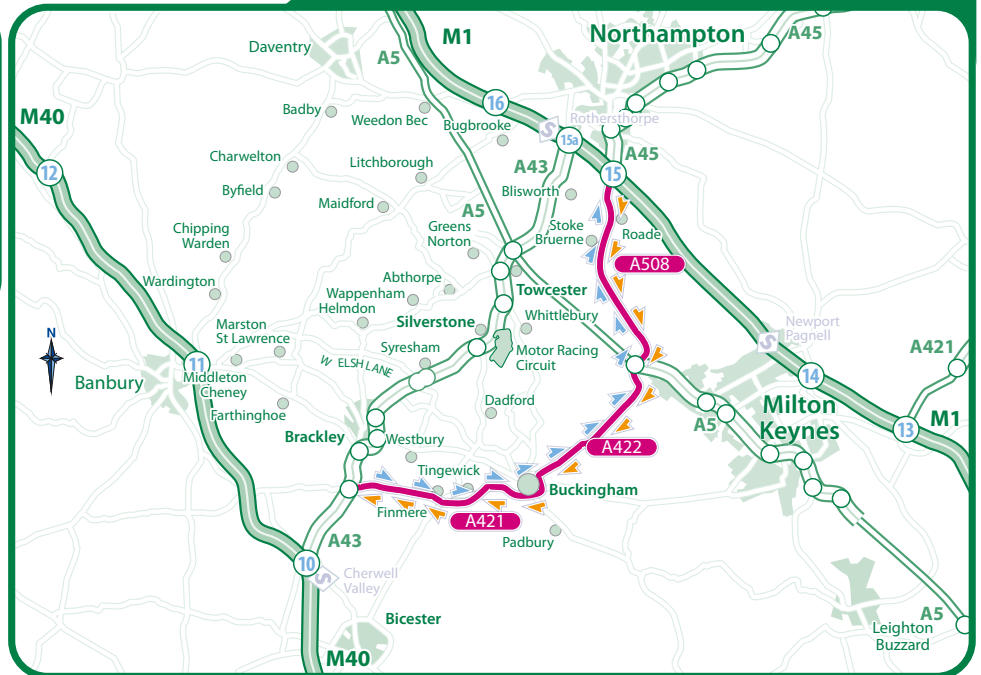 Daventry
M1
Northampton
A45
A5
M40
Badby
Weedon Bec
16
Bugbrooke
S
Rothersthorpe
15a
A45
12
Charwelton
Litchborough
A43
15
Byfield
Blisworth
Maidford
A5
Chipping
Warden
Greens
Norton
Stoke
Bruerne
Roade
A508
Wardington
Abthorpe
Wappenham
Towcester
Helmdon
Whittlebury
Silverstone
Newport
Pagnell
S
N
Marston
St Lawrence
Syresham
Motor Racing
Circuit
A421
W ELSH LANE
11
Banbury
Middleton
Cheney
14
Farthinghoe
Dadford
Milton
Keynes
M1
13
A5
Brackley
Westbury
A422
Tingewick
Buckingham
Finmere
A421
A43
Padbury
10
S
Cherwell
Valley
Bicester
A5
Leighton
Buzzard
M40